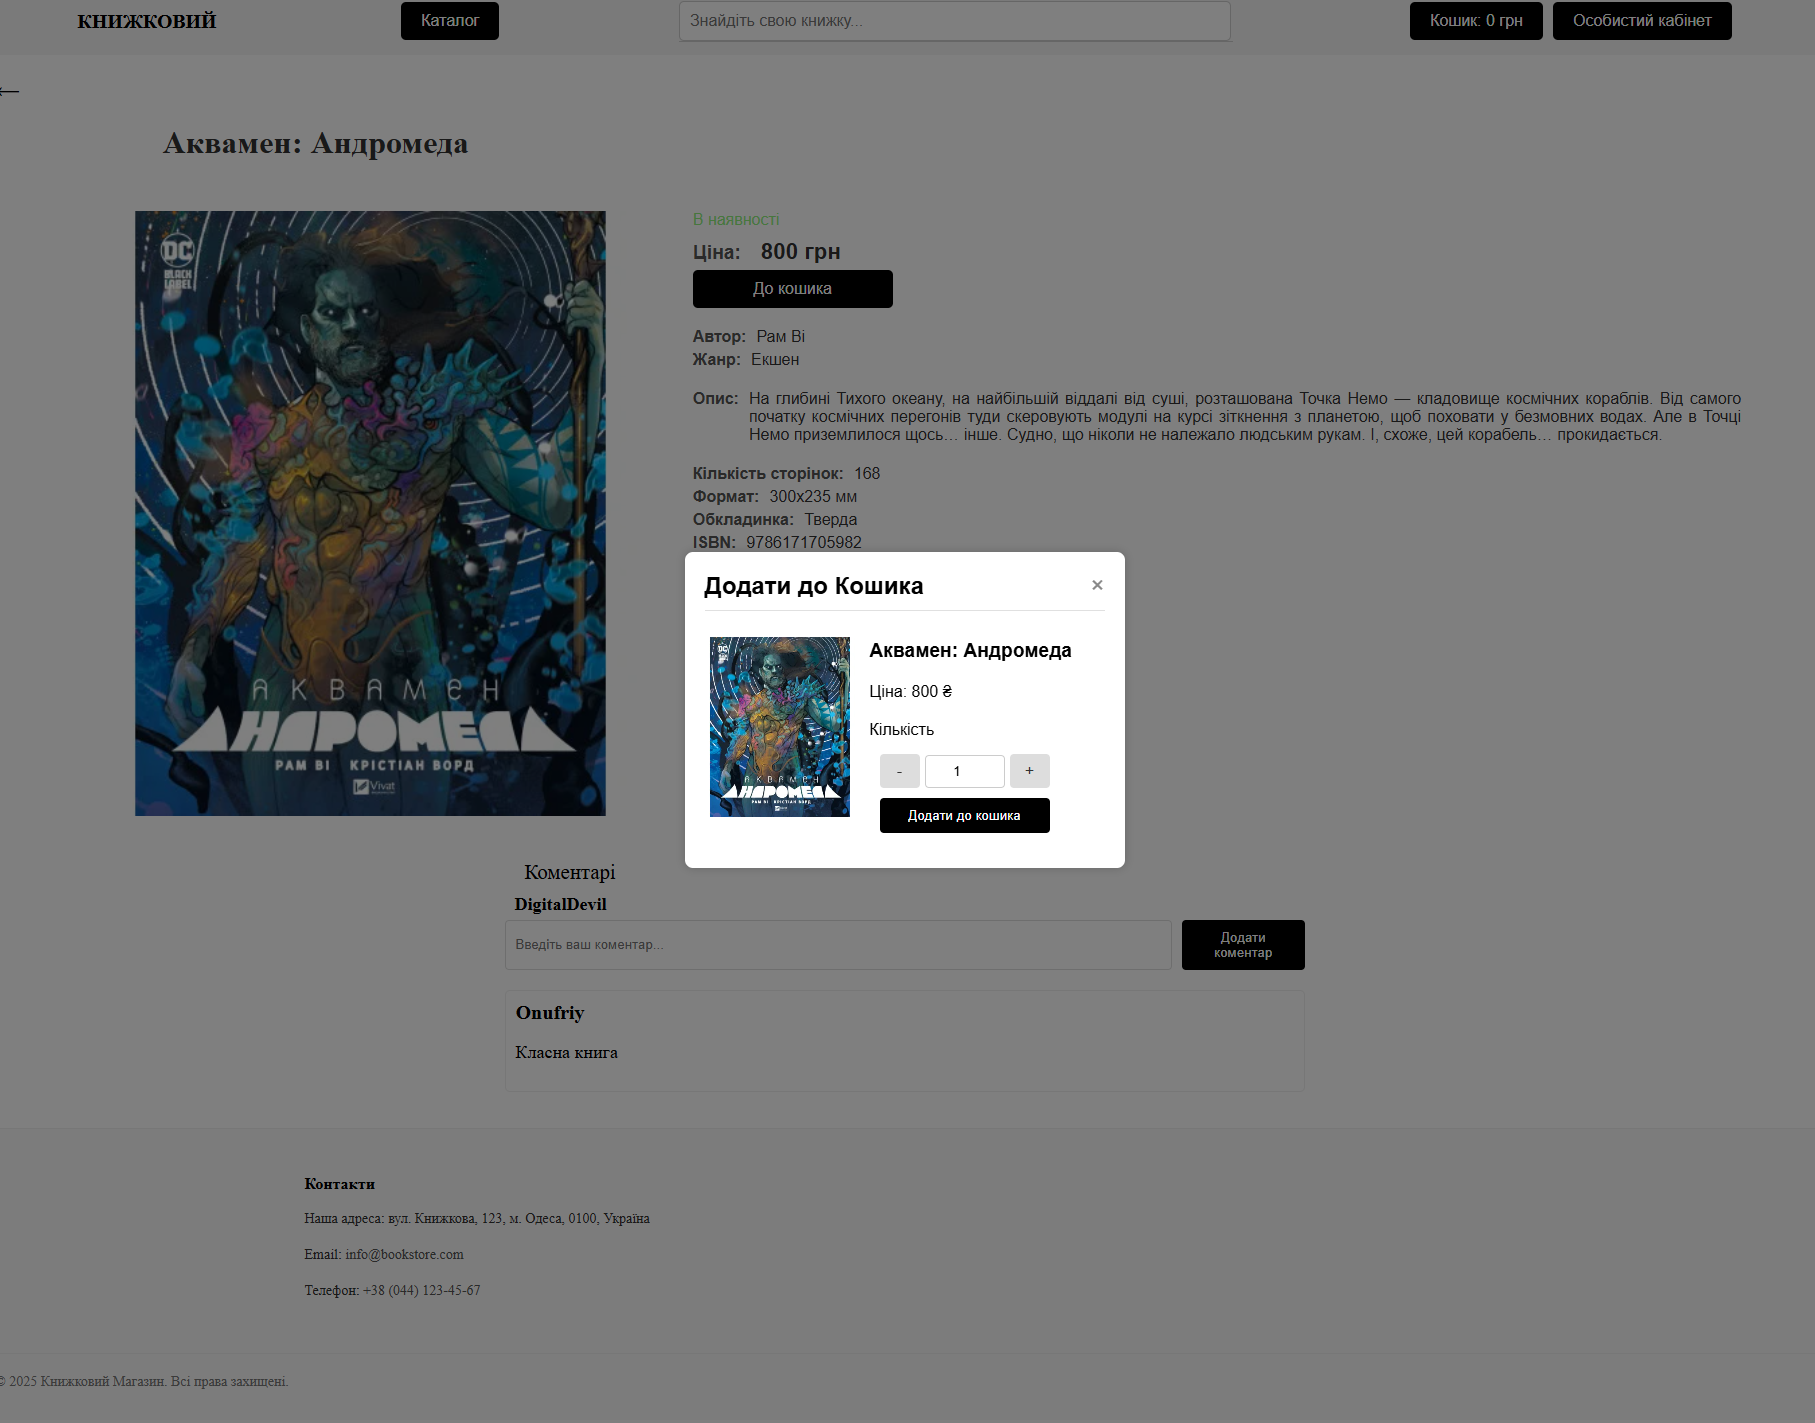 КНИЖКОВИЙ
Каталог
Знайдіть свою книжку...
Кошик: 0 грн
Особистий кабінет
←
Аквамен: Андромеда
DC
BLACK LABEL
АКВАМЕН
АНДРОМЕДА
РАМ ВІ КРІСТІАН ВОРД
Vivat
В наявності
Ціна: 800 грн
До кошика
Автор: Рам Ві
Жанр: Екшен
Опис: На глибині Тихого океану, на найбільшій віддалі від суші, розташована Точка Немо — кладовище космічних кораблів. Від самого
початку космічних перегонів туди скеровують модулі на курсі зіткнення з планетою, щоб поховати у безмовних водах. Але в Точці
Немо приземлилося щось… інше. Судно, що ніколи не належало людським рукам. І, схоже, цей корабель… прокидається.
Кількість сторінок: 168
Формат: 300х235 мм
Обкладинка: Тверда
ISBN: 9786171705982
Додати до Кошика
×
АКВАМЕН
АНДРОМЕДА
РАМ ВІ КРІСТІАН ВОРД
Аквамен: Андромеда
Ціна: 800 ₴
Кількість
- 1 +
Додати до кошика
Коментарі
DigitalDevil
Введіть ваш коментар...
Додати
коментар
Onufriy
Класна книга
Контакти
Наша адреса: вул. Книжкова, 123, м. Одеса, 0100, Україна
Email: info@bookstore.com
Телефон: +38 (044) 123-45-67
© 2025 Книжковий Магазин. Всі права захищені.